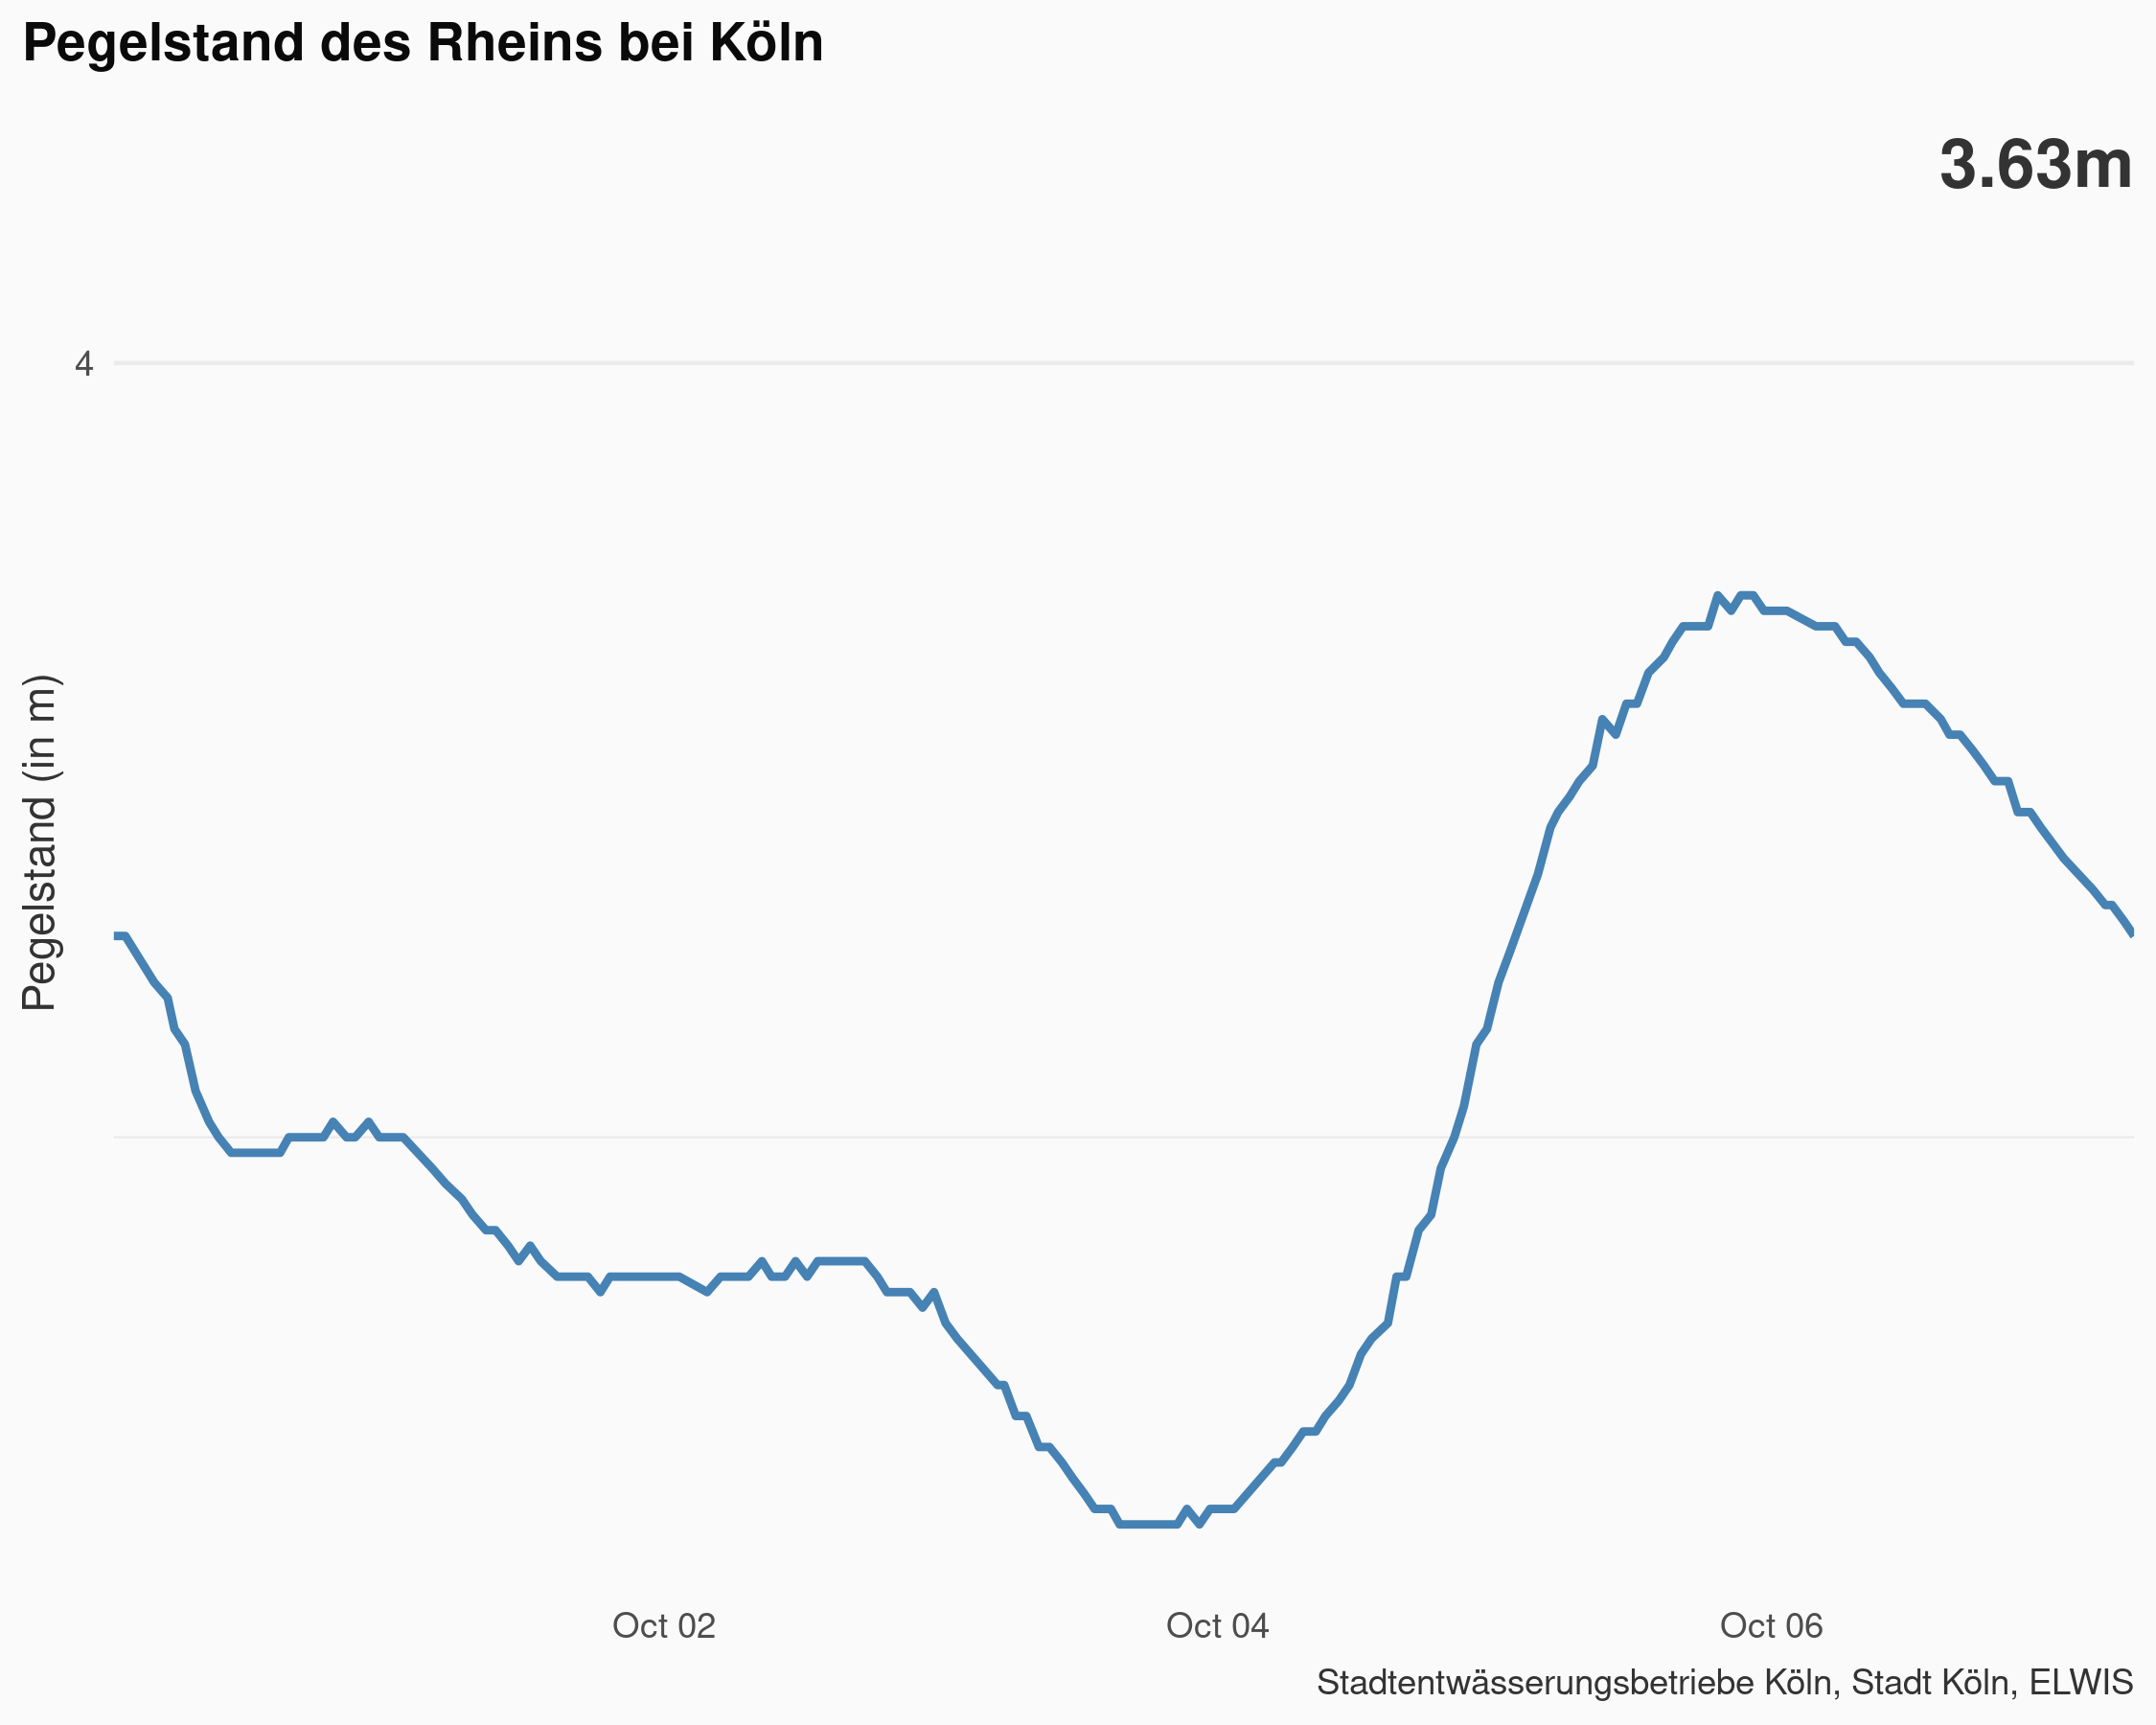 Pegelstand des Rheins bei Köln
3.63m
4
Pegelstand (in m)
Oct 02
Oct 04
Oct 06
Stadtentwässerungsbetriebe Köln, Stadt Köln, ELWIS